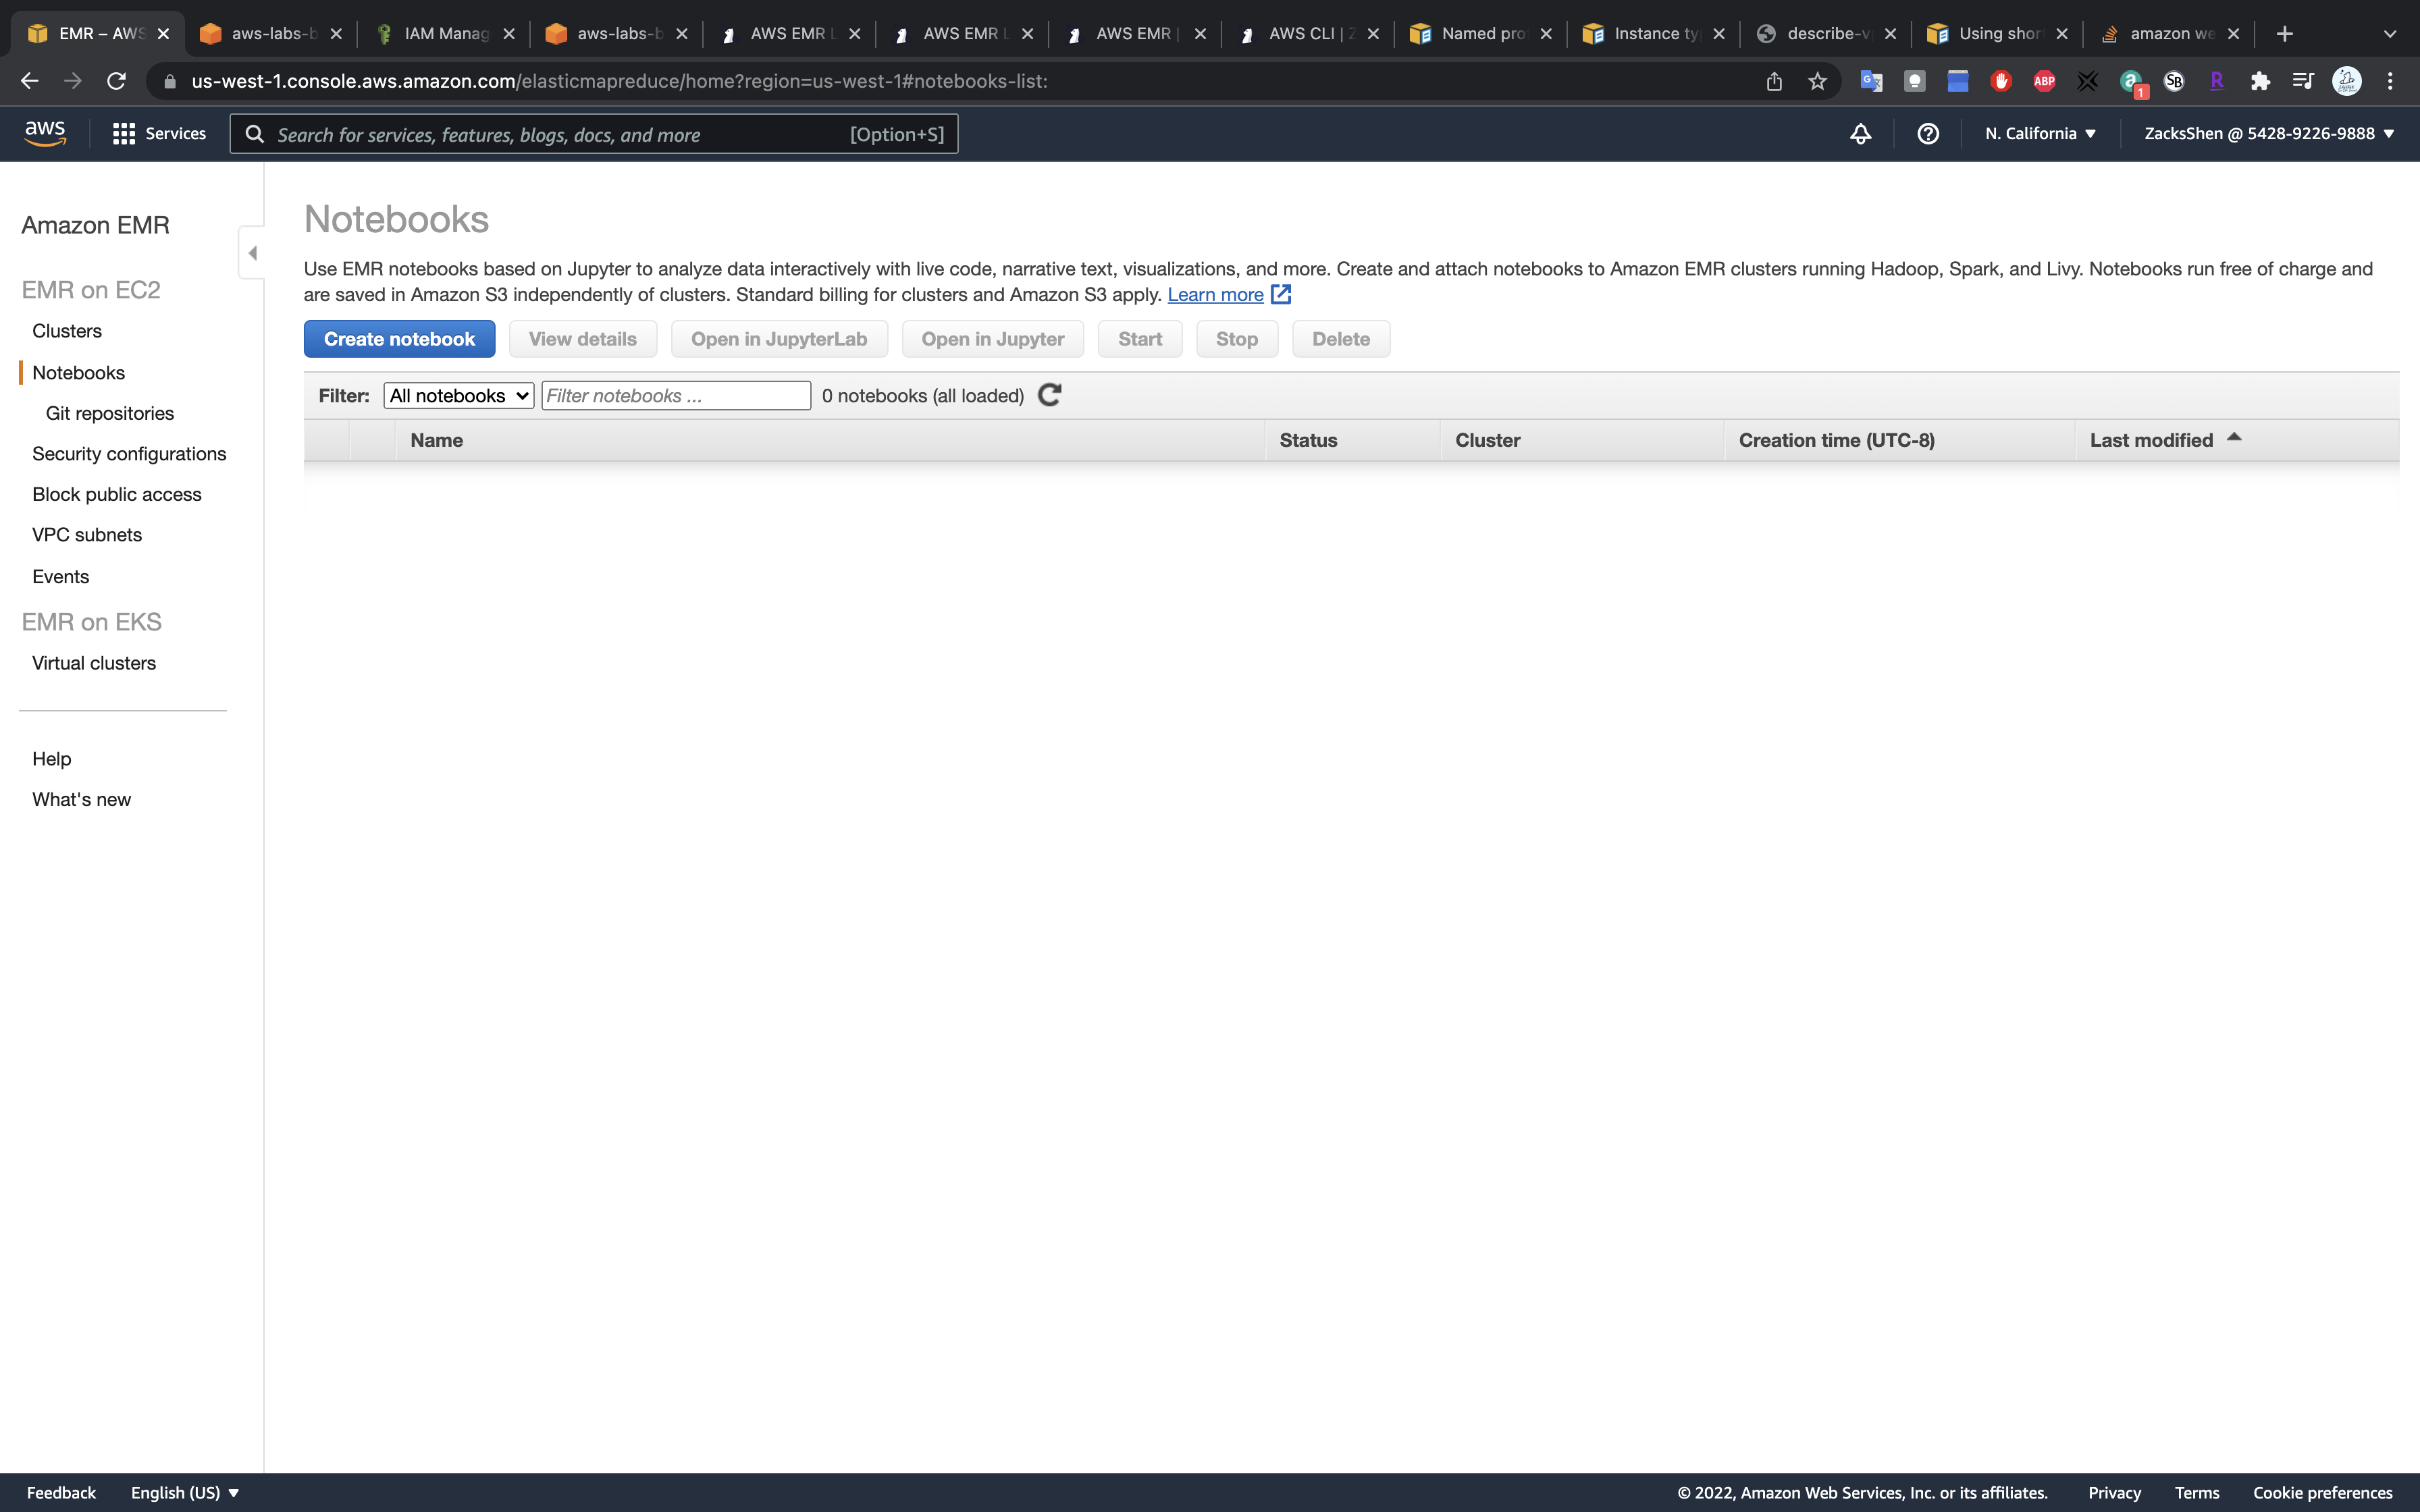 EMR – AWS
aws-labs-b
IAM Manag
aws-labs-b
AWS EMR L
AWS EMR L
AWS EMR |
AWS CLI | Z
Named pro
Instance ty
describe-v
Using shor
amazon we
us-west-1.console.aws.amazon.com/elasticmapreduce/home?region=us-west-1#notebooks-list:
ABP
1
SB
R
aws
Services
Search for services, features, blogs, docs, and more
[Option+S]
N. California
ZacksShen @ 5428-9226-9888
Amazon EMR
EMR on EC2
Clusters
Notebooks
Git repositories
Security configurations
Block public access
VPC subnets
Events
EMR on EKS
Virtual clusters
Help
What's new
Notebooks
Use EMR notebooks based on Jupyter to analyze data interactively with live code, narrative text, visualizations, and more. Create and attach notebooks to Amazon EMR clusters running Hadoop, Spark, and Livy. Notebooks run free of charge and
are saved in Amazon S3 independently of clusters. Standard billing for clusters and Amazon S3 apply. Learn more
Create notebook
View details
Open in JupyterLab
Open in Jupyter
Start
Stop
Delete
Filter:
All notebooks
Filter notebooks ...
0 notebooks (all loaded)
Name
Status
Cluster
Creation time (UTC-8)
Last modified
Feedback
English (US)
© 2022, Amazon Web Services, Inc. or its affiliates.
Privacy
Terms
Cookie preferences